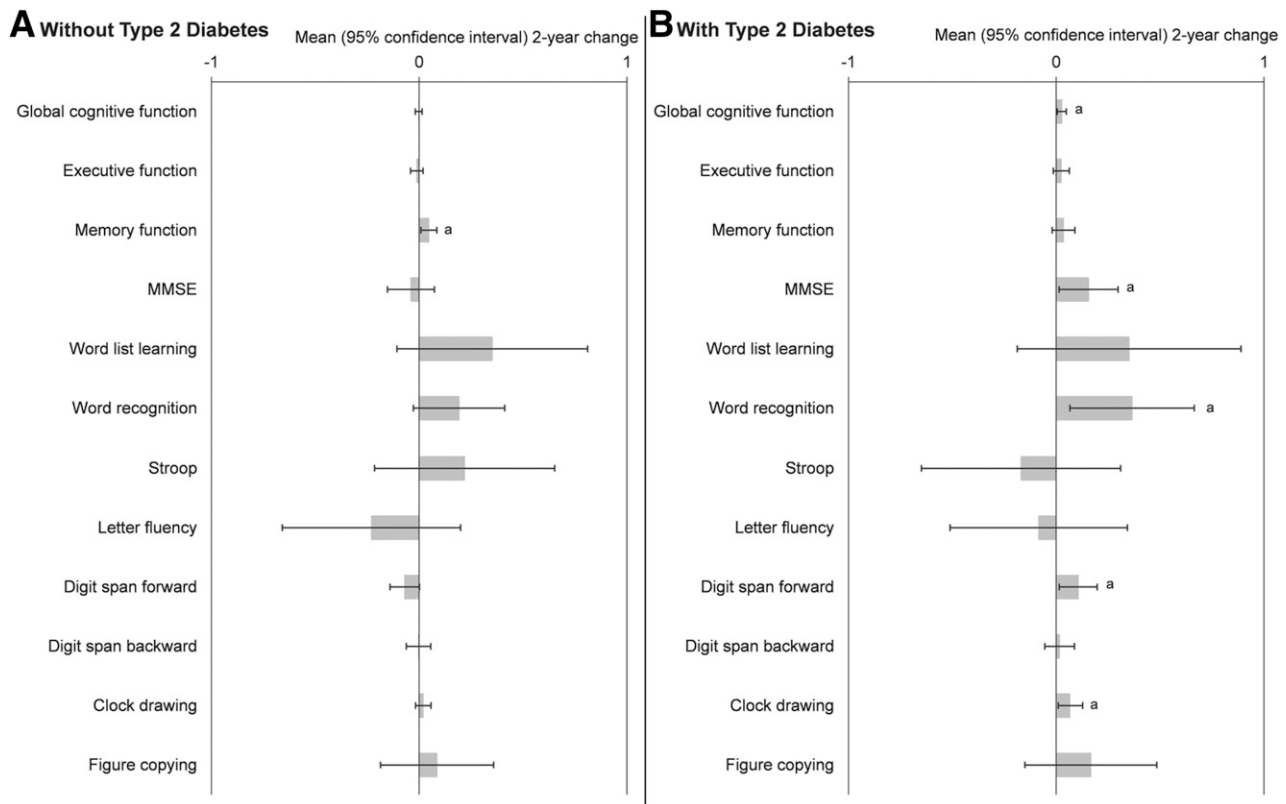 A Without Type 2 Diabetes
Mean (95% confidence interval) 2-year change
-1 0 1
Global cognitive function
Executive function
Memory function a
MMSE
Word list learning
Word recognition
Stroop
Letter fluency
Digit span forward
Digit span backward
Clock drawing
Figure copying
B With Type 2 Diabetes
Mean (95% confidence interval) 2-year change
-1 0 1
Global cognitive function a
Executive function
Memory function
MMSE a
Word list learning
Word recognition a
Stroop
Letter fluency
Digit span forward a
Digit span backward
Clock drawing a
Figure copying